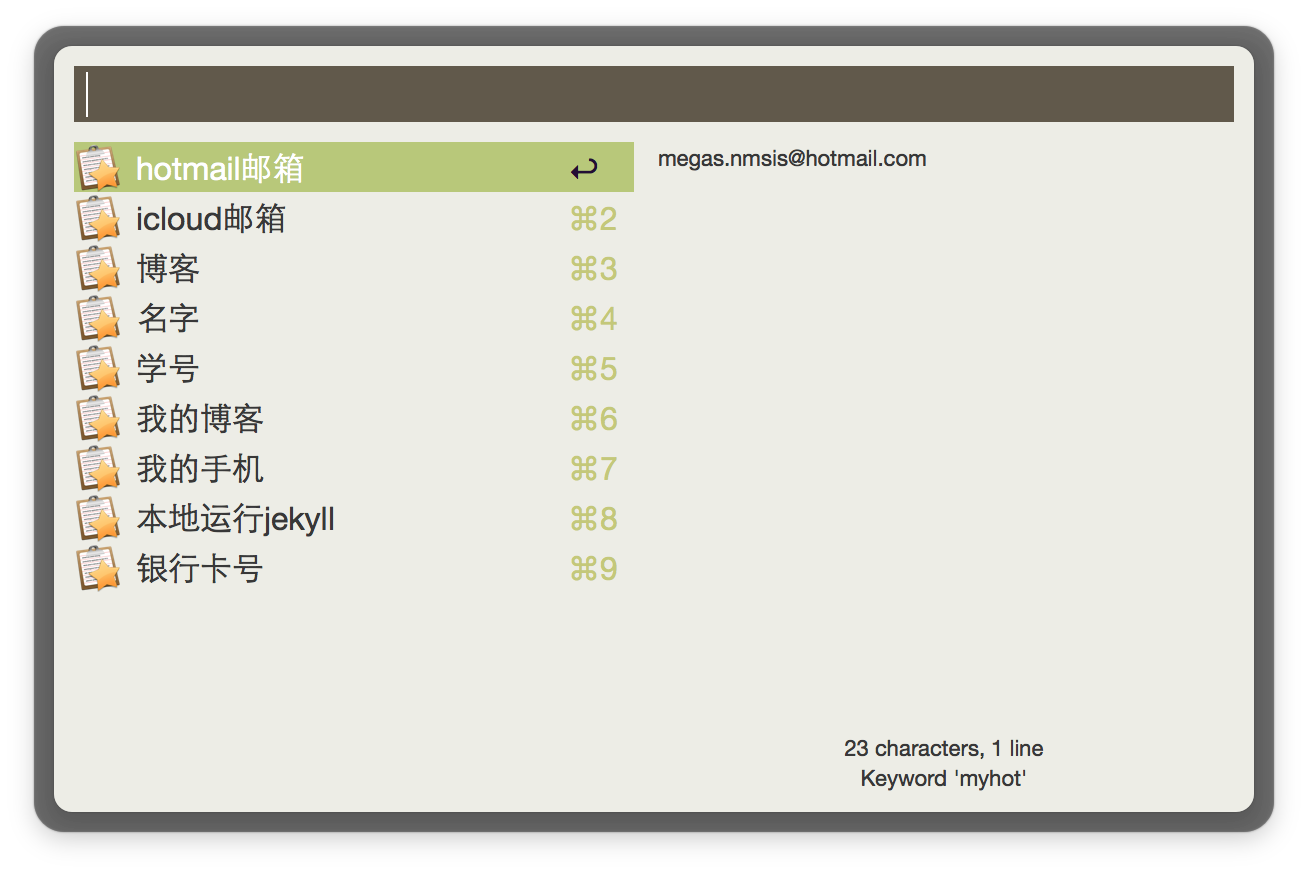 hotmail邮箱 ↩ megas.nmsis@hotmail.com
icloud邮箱 ⌘2
博客 ⌘3
名字 ⌘4
学号 ⌘5
我的博客 ⌘6
我的手机 ⌘7
本地运行jekyll ⌘8
银行卡号 ⌘9
23 characters, 1 line
Keyword 'myhot'